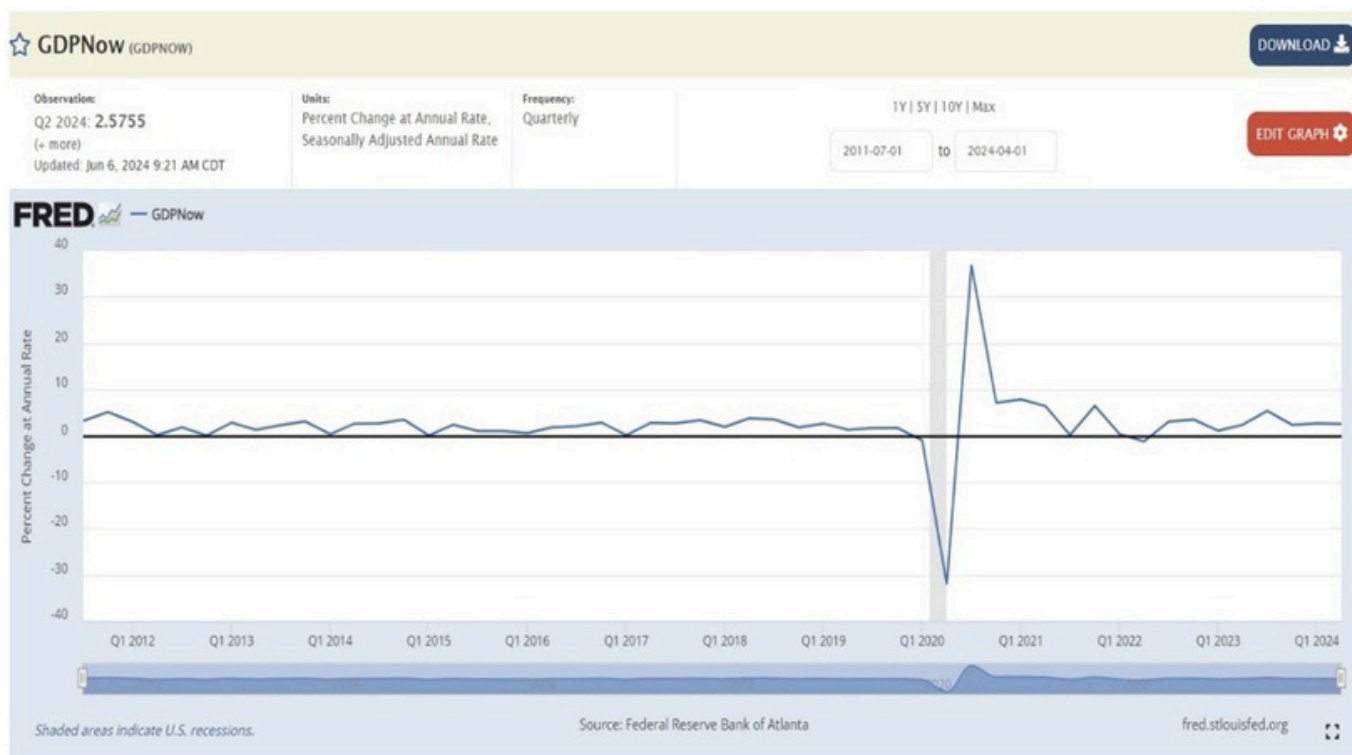 GDPNow (GDPNOW)
DOWNLOAD
Observation:
Q2 2024: 2.5755
(+ more)
Updated: Jun 6, 2024 9:21 AM CDT
Units:
Percent Change at Annual Rate,
Seasonally Adjusted Annual Rate
Frequency:
Quarterly
1Y | 5Y | 10Y | Max
2011-07-01 to 2024-04-01
EDIT GRAPH
FRED GDPNow
Percent Change at Annual Rate
40
30
20
10
0
-10
-20
-30
-40
Q1 2012 Q1 2013 Q1 2014 Q1 2015 Q1 2016 Q1 2017 Q1 2018 Q1 2019 Q1 2020 Q1 2021 Q1 2022 Q1 2023 Q1 2024
2020
Shaded areas indicate U.S. recessions.
Source: Federal Reserve Bank of Atlanta
fred.stlouisfed.org